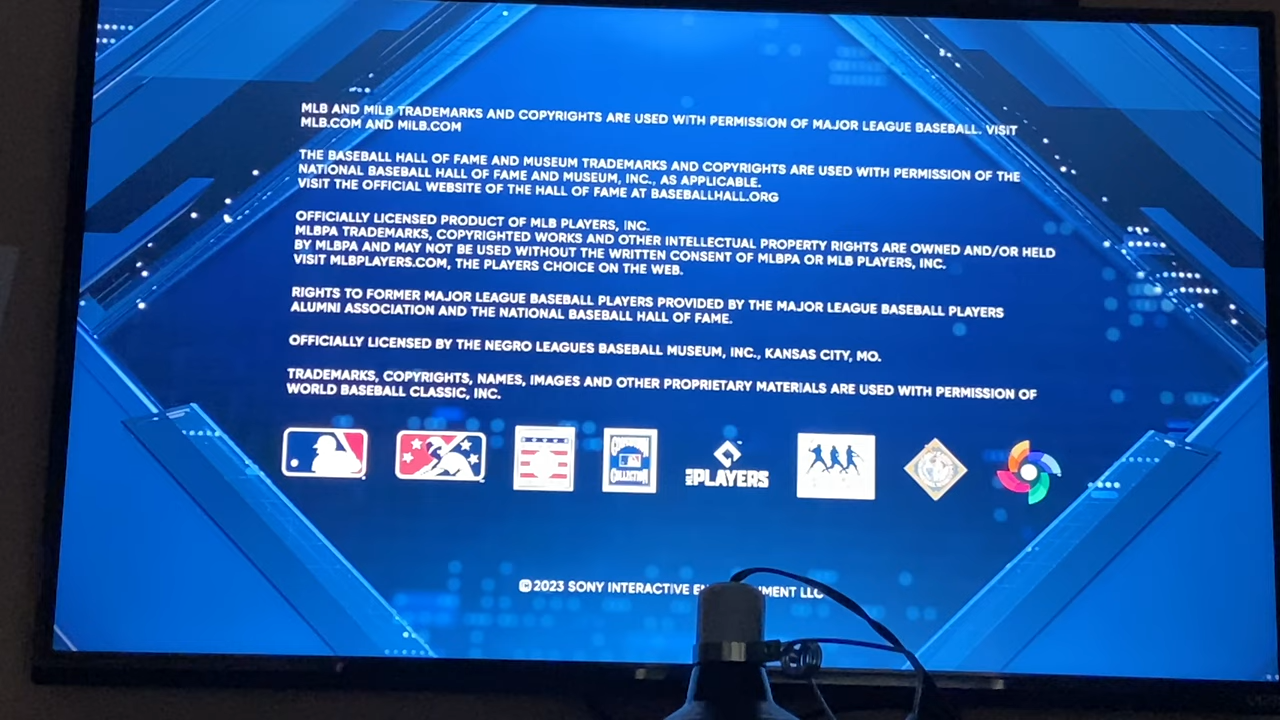 MLB AND MILB TRADEMARKS AND COPYRIGHTS ARE USED WITH PERMISSION OF MAJOR LEAGUE BASEBALL. VISIT
MLB.COM AND MILB.COM
THE BASEBALL HALL OF FAME AND MUSEUM TRADEMARKS AND COPYRIGHTS ARE USED WITH PERMISSION OF THE
NATIONAL BASEBALL HALL OF FAME AND MUSEUM, INC., AS APPLICABLE.
VISIT THE OFFICIAL WEBSITE OF THE HALL OF FAME AT BASEBALLHALL.ORG
OFFICIALLY LICENSED PRODUCT OF MLB PLAYERS, INC.
MLBPA TRADEMARKS, COPYRIGHTED WORKS AND OTHER INTELLECTUAL PROPERTY RIGHTS ARE OWNED AND/OR HELD
BY MLBPA AND MAY NOT BE USED WITHOUT THE WRITTEN CONSENT OF MLBPA OR MLB PLAYERS, INC.
VISIT MLBPLAYERS.COM, THE PLAYERS CHOICE ON THE WEB.
RIGHTS TO FORMER MAJOR LEAGUE BASEBALL PLAYERS PROVIDED BY THE MAJOR LEAGUE BASEBALL PLAYERS
ALUMNI ASSOCIATION AND THE NATIONAL BASEBALL HALL OF FAME.
OFFICIALLY LICENSED BY THE NEGRO LEAGUES BASEBALL MUSEUM, INC., KANSAS CITY, MO.
TRADEMARKS, COPYRIGHTS, NAMES, IMAGES AND OTHER PROPRIETARY MATERIALS ARE USED WITH PERMISSION OF
WORLD BASEBALL CLASSIC, INC.
COLLECTION
PLAYERS
©2023 SONY INTERACTIVE LLC